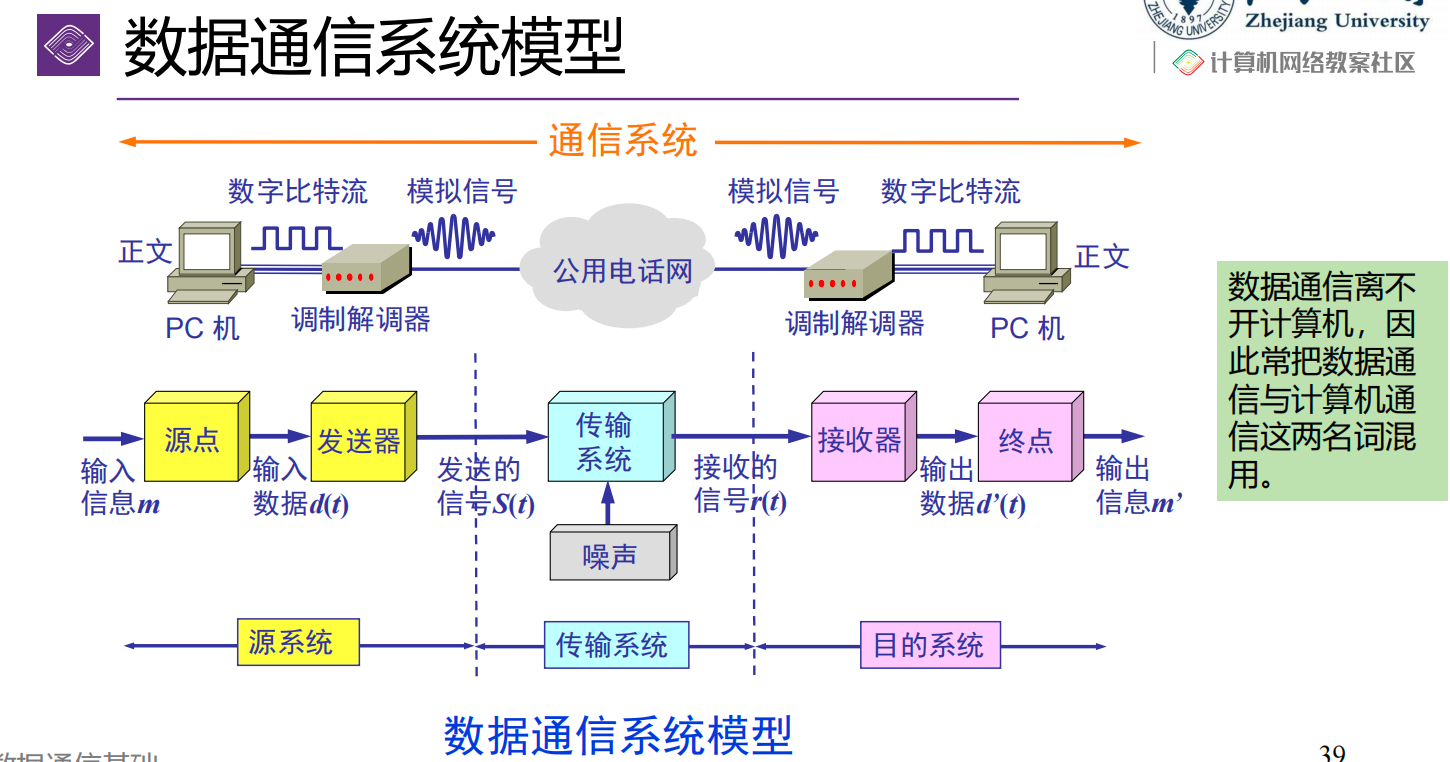 数据通信系统模型
1897
Zhejiang University
计算机网络教案社区
通信系统
数字比特流
模拟信号
模拟信号
数字比特流
正文
公用电话网
正文
PC 机
调制解调器
调制解调器
PC 机
数据通信离不
开计算机，因
此常把数据通
信与计算机通
信这两名词混
用。
源点
发送器
传输
系统
接收器
终点
输入
信息m
输入
数据d(t)
发送的
信号S(t)
接收的
信号r(t)
输出
数据d’(t)
输出
信息m’
噪声
源系统
传输系统
目的系统
数据通信系统模型
数据通信基础
39